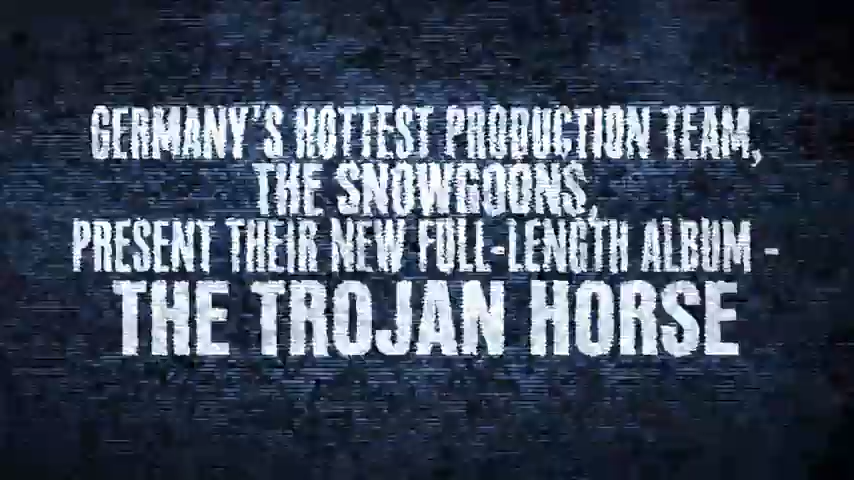 GERMANY'S HOTTEST PRODUCTION TEAM,
THE SNOWGOONS,
PRESENT THEIR NEW FULL-LENGTH ALBUM -
THE TROJAN HORSE